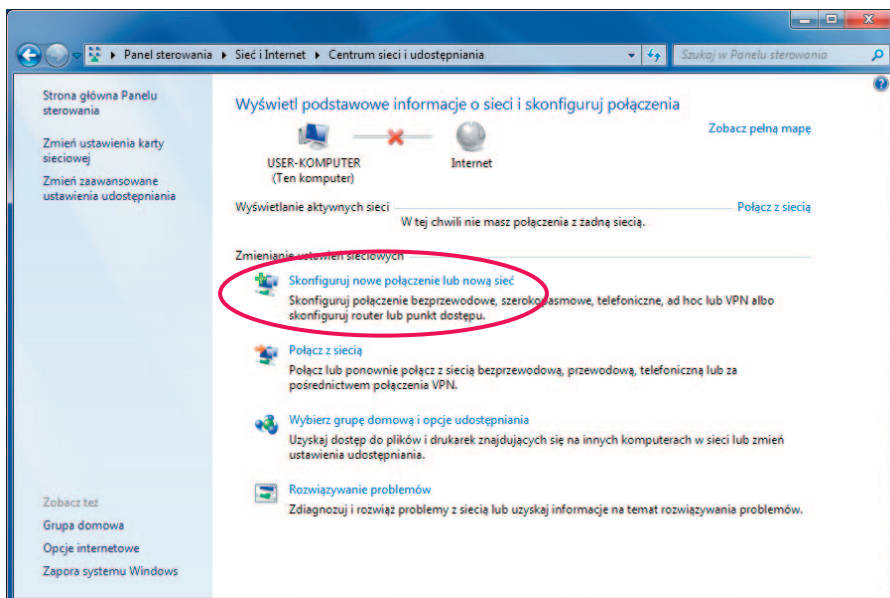 Panel sterowania ▸ Sieć i Internet ▸ Centrum sieci i udostępniania
Szukaj w Panelu sterowania
Strona główna Panelu
sterowania
Zmień ustawienia karty
sieciowej
Zmień zaawansowane
ustawienia udostępniania
Wyświetl podstawowe informacje o sieci i skonfiguruj połączenia
Zobacz pełną mapę
USER-KOMPUTER
(Ten komputer)
Internet
Wyświetlanie aktywnych sieci
Połącz z siecią
W tej chwili nie masz połączenia z żadną siecią.
Zmienianie ustawień sieciowych
Skonfiguruj nowe połączenie lub nową sieć
Skonfiguruj połączenie bezprzewodowe, szerokopasmowe, telefoniczne, ad hoc lub VPN albo
skonfiguruj router lub punkt dostępu.
Połącz z siecią
Połącz lub ponownie połącz z siecią bezprzewodową, przewodową, telefoniczną lub za
pośrednictwem połączenia VPN.
Wybierz grupę domową i opcje udostępniania
Uzyskaj dostęp do plików i drukarek znajdujących się na innych komputerach w sieci lub zmień
ustawienia udostępniania.
Rozwiązywanie problemów
Zdiagnozuj i rozwiąż problemy z siecią lub uzyskaj informacje na temat rozwiązywania problemów.
Zobacz też
Grupa domowa
Opcje internetowe
Zapora systemu Windows